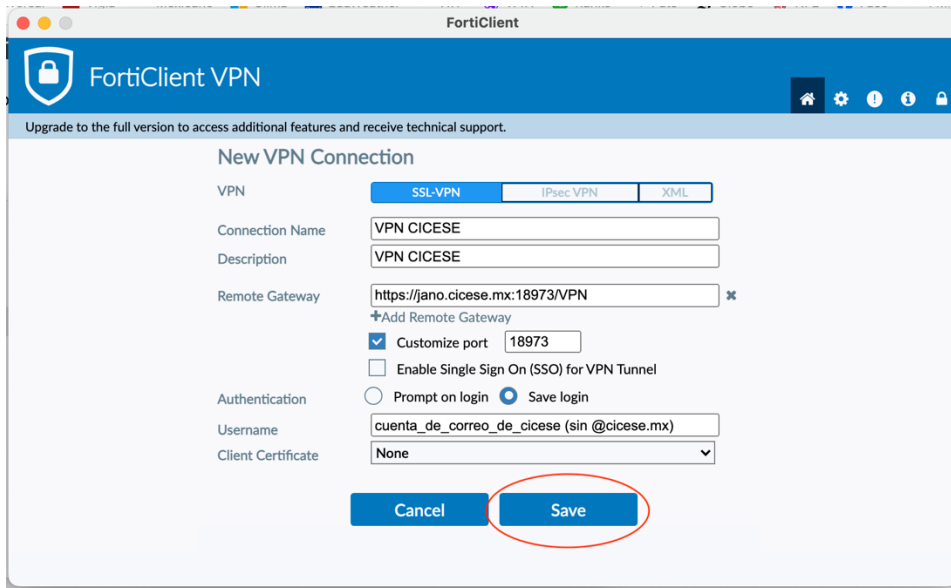 FortiClient
FortiClient VPN
Upgrade to the full version to access additional features and receive technical support.
New VPN Connection
VPN SSL-VPN IPsec VPN XML
Connection Name VPN CICESE
Description VPN CICESE
Remote Gateway https://jano.cicese.mx:18973/VPN
+Add Remote Gateway
Customize port 18973
Enable Single Sign On (SSO) for VPN Tunnel
Authentication Prompt on login Save login
Username cuenta_de_correo_de_cicese (sin @cicese.mx)
Client Certificate None
Cancel Save